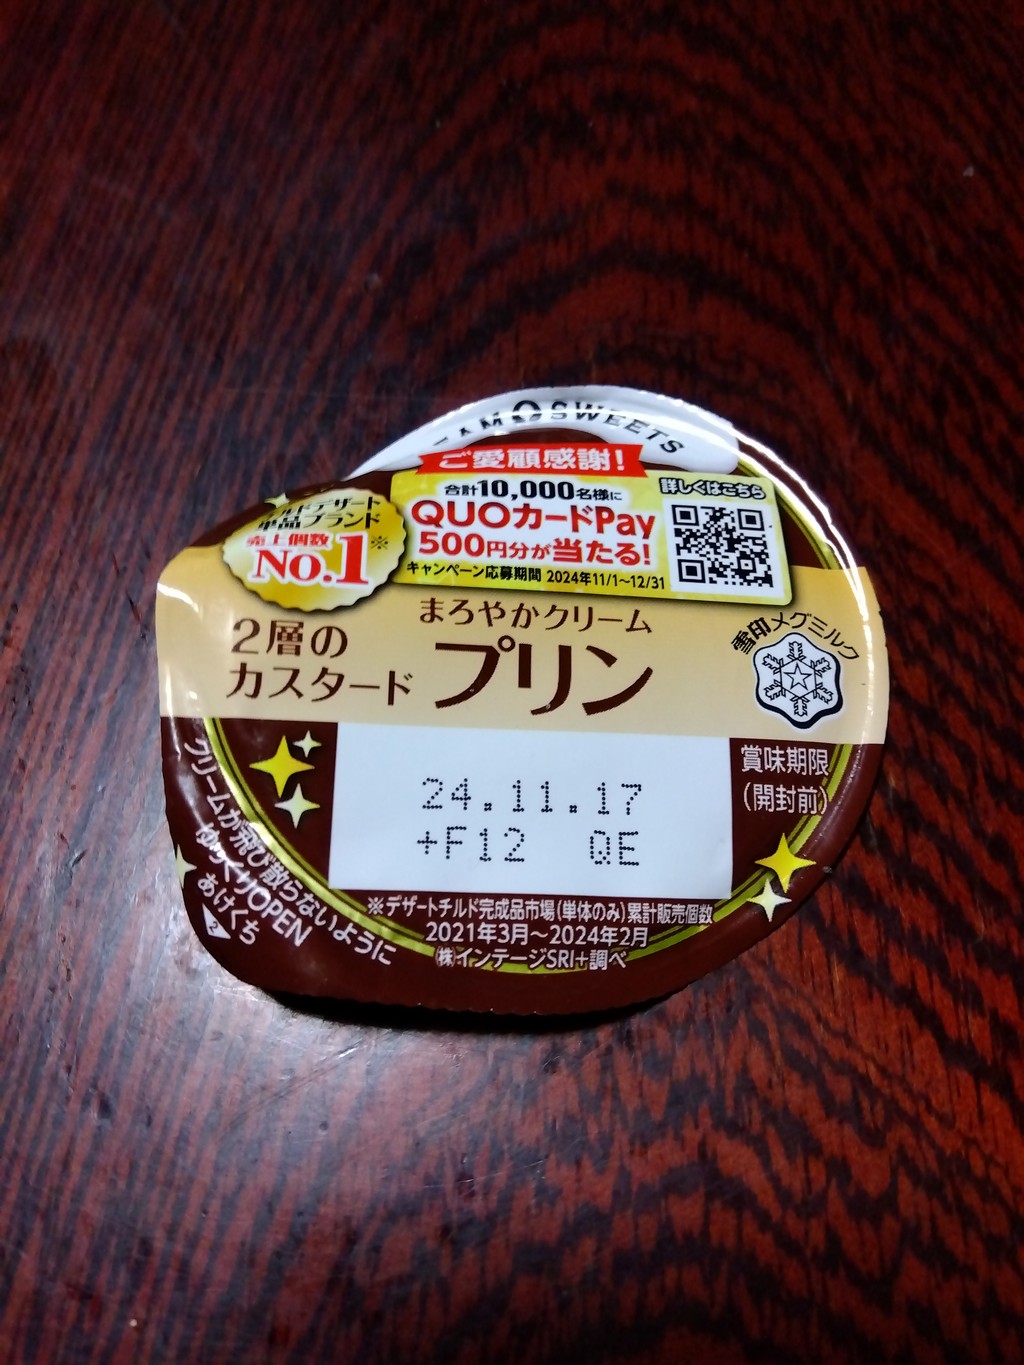 SWEETS
ご愛顧感謝!
合計10,000名様に
QUOカードPay
500円分が当たる!
キャンペーン応募期間 2024年11/1~12/31
詳しくはこちら
デザート
単品ブランド
売上個数
No.1※
まろやかクリーム
2層の
カスタード
プリン
雪印メグミルク
賞味期限
(開封前)
24.11.17
+F12 QE
クリームが飛び散らないように
ゆっくりOPEN
あけくち
※デザートチルド完成品市場(単体のみ)累計販売個数
2021年3月~2024年2月
㈱インテージSRI+調べ